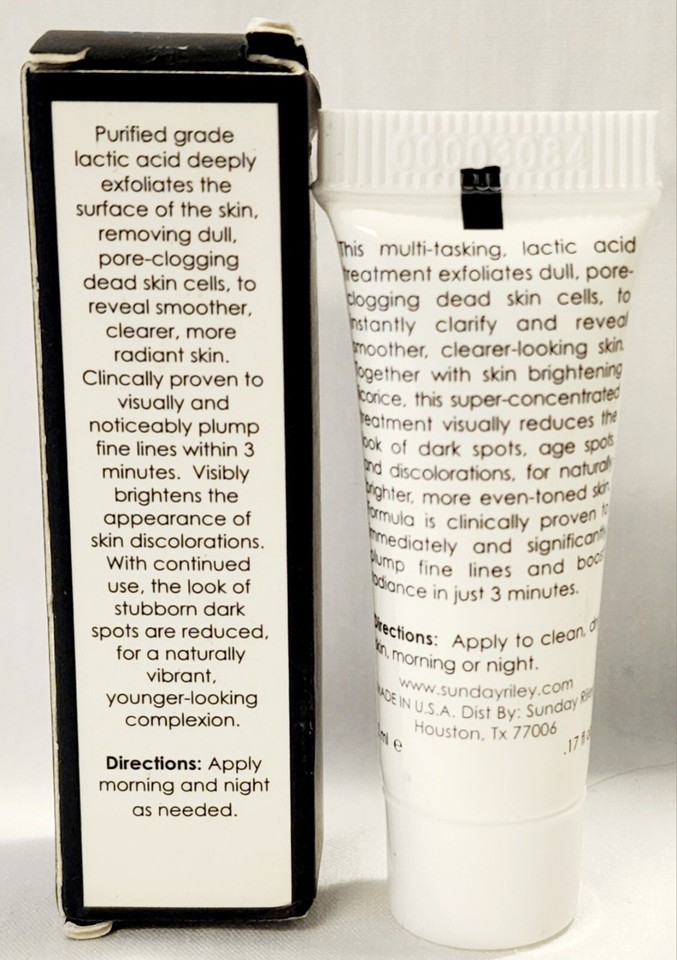 Purified grade
lactic acid deeply
exfoliates the
surface of the skin,
removing dull,
pore-clogging
dead skin cells, to
reveal smoother,
clearer, more
radiant skin.
Clincally proven to
visually and
noticeably plump
fine lines within 3
minutes. Visibly
brightens the
appearance of
skin discolorations.
With continued
use, the look of
stubborn dark
spots are reduced,
for a naturally
vibrant,
younger-looking
complexion.
Directions: Apply
morning and night
as needed.
00003084
This multi-tasking, lactic acid
treatment exfoliates dull, pore-
clogging dead skin cells, to
instantly clarify and reveal
smoother, clearer-looking skin.
Together with skin brightening
licorice, this super-concentrated
treatment visually reduces the
look of dark spots, age spots
and discolorations, for naturally
brighter, more even-toned skin.
Formula is clinically proven to
immediately and significantly
plump fine lines and boost
radiance in just 3 minutes.
Directions: Apply to clean, dry
skin, morning or night.
www.sundayriley.com
MADE IN U.S.A. Dist By: Sunday Riley
Houston, Tx 77006
ml e .17 fl o